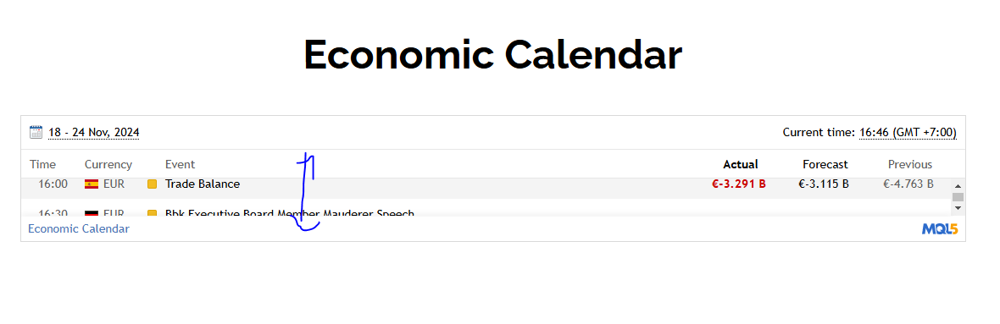 Economic Calendar
18 - 24 Nov, 2024 Current time: 16:46 (GMT +7:00)
Time Currency Event Actual Forecast Previous
16:00 EUR Trade Balance €-3.291 B €-3.115 B €-4.763 B
16:30 EUR Bbk Executive Board Member Mauderer Speech
Economic Calendar MQL5